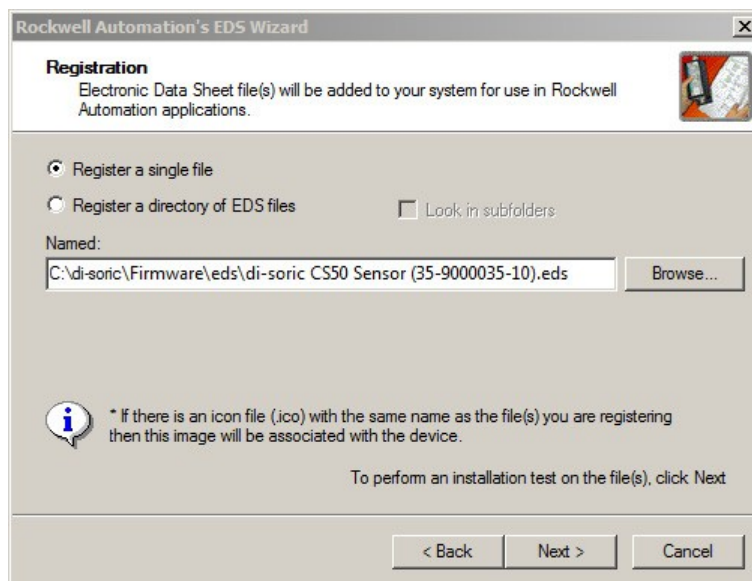 Rockwell Automation's EDS Wizard
Registration
Electronic Data Sheet file(s) will be added to your system for use in Rockwell
Automation applications.
Register a single file
Register a directory of EDS files
Look in subfolders
Named:
C:\di-soric\Firmware\eds\di-soric CS50 Sensor (35-9000035-10).eds
Browse...
* If there is an icon file (.ico) with the same name as the file(s) you are registering
then this image will be associated with the device.
To perform an installation test on the file(s), click Next
< Back
Next >
Cancel